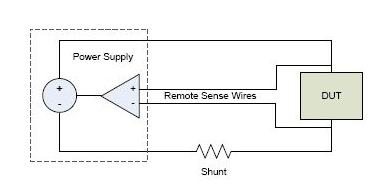 Power Supply
+
-
+
-
Remote Sense Wires
DUT
Shunt